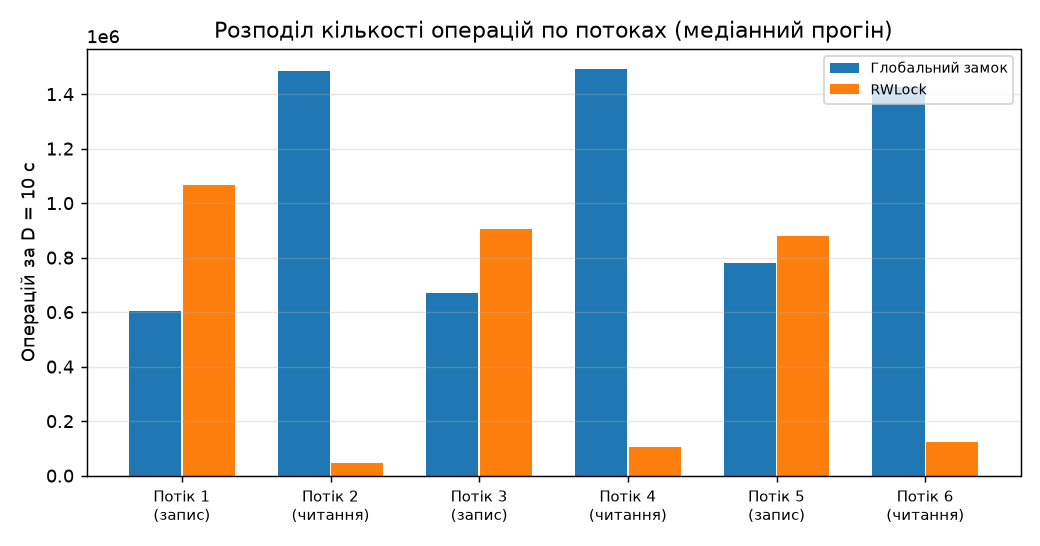 Розподіл кількості операцій по потоках (медіанний прогін)
1e6
Глобальний замок
RWLock
Операцій за D = 10 с
1.4
1.2
1.0
0.8
0.6
0.4
0.2
0.0
Потік 1
(запис)
Потік 2
(читання)
Потік 3
(запис)
Потік 4
(читання)
Потік 5
(запис)
Потік 6
(читання)